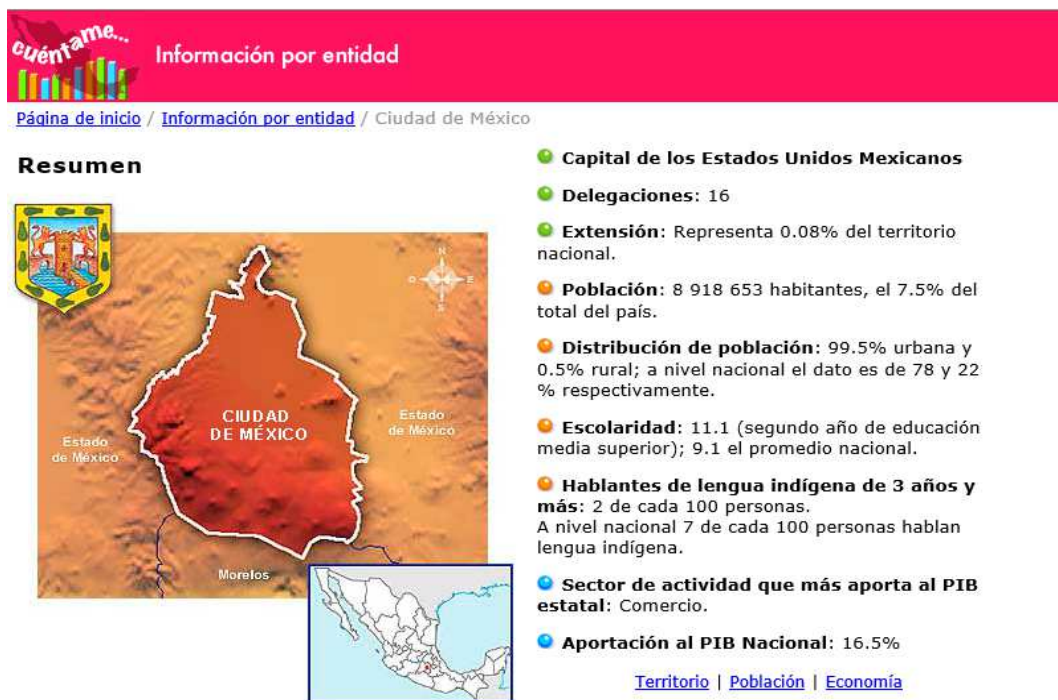 cuéntame...
Información por entidad
Página de inicio / Información por entidad / Ciudad de México
Resumen
N
O
E
S
CIUDAD
DE MÉXICO
Estado
de México
Estado
de México
Morelos
Capital de los Estados Unidos Mexicanos
Delegaciones: 16
Extensión: Representa 0.08% del territorio
nacional.
Población: 8 918 653 habitantes, el 7.5% del
total del país.
Distribución de población: 99.5% urbana y
0.5% rural; a nivel nacional el dato es de 78 y 22
% respectivamente.
Escolaridad: 11.1 (segundo año de educación
media superior); 9.1 el promedio nacional.
Hablantes de lengua indígena de 3 años y
más: 2 de cada 100 personas.
A nivel nacional 7 de cada 100 personas hablan
lengua indígena.
Sector de actividad que más aporta al PIB
estatal: Comercio.
Aportación al PIB Nacional: 16.5%
Territorio | Población | Economía